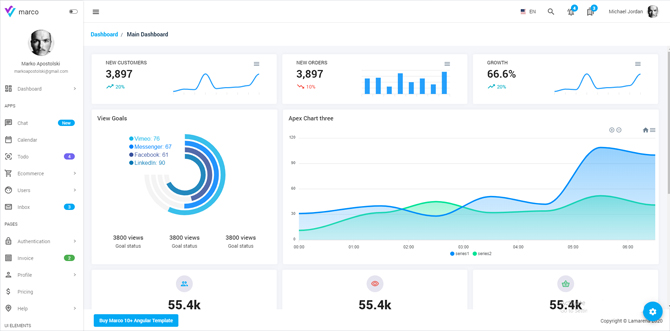 marco
EN
Michael Jordan
4
5
Marko Apostolski
markoapostolski@gmail.com
Dashboard
APPS
Chat
New
Calendar
Todo
4
Ecommerce
Users
Inbox
PAGES
Authentication
Invoice
Profile
Pricing
Help
UI ELEMENTS
Dashboard / Main Dashboard
NEW CUSTOMERS
3,897
20%
NEW ORDERS
3,897
10%
GROWTH
66.6%
20%
View Goals
Vimeo: 76
Messenger: 67
Facebook: 61
LinkedIn: 90
3800 views
Goal status
3800 views
Goal status
3800 views
Goal status
Apex Chart three
120
90
60
30
0
00:00
01:00
02:00
03:00
04:00
05:00
06:00
series1
series2
55.4k
55.4k
55.4k
Buy Marco 10+ Angular Template